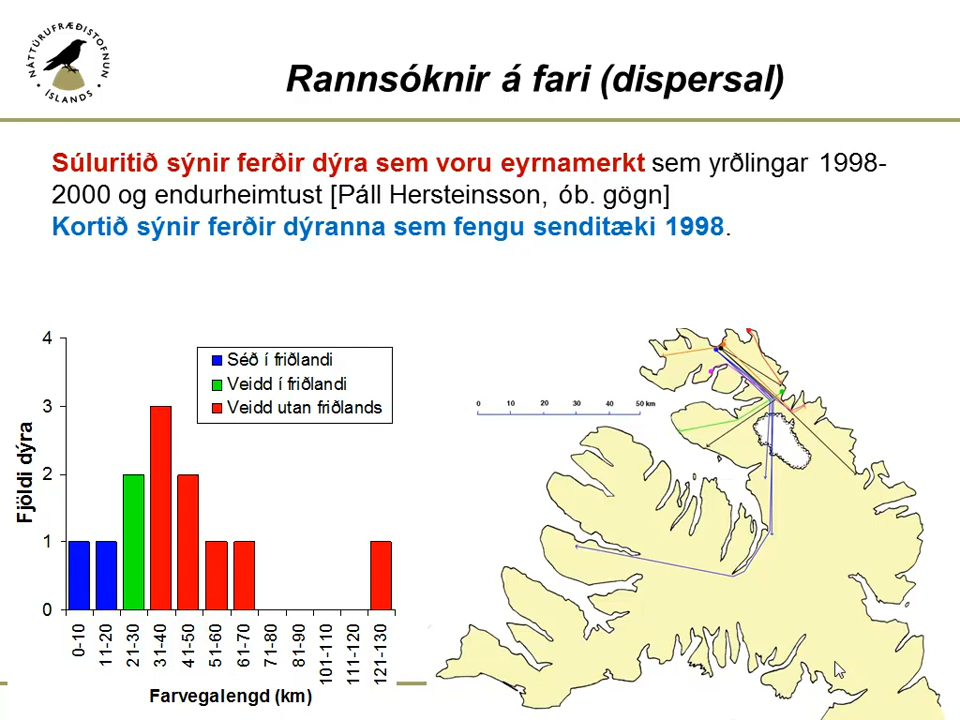 NÁTTÚRUFRÆÐISTOFNUN
ÍSLANDS
Rannsóknir á fari (dispersal)
Súluritið sýnir ferðir dýra sem voru eyrnamerkt sem yrðlingar 1998-
2000 og endurheimtust [Páll Hersteinsson, ób. gögn]
Kortið sýnir ferðir dýranna sem fengu senditæki 1998.
Fjöldi dýra
4
3
2
1
0
Séð í friðlandi
Veidd í friðlandi
Veidd utan friðlands
0-10
11-20
21-30
31-40
41-50
51-60
61-70
71-80
81-90
101-110
111-120
121-130
Farvegalengd (km)
0 10 20 30 40 50 km